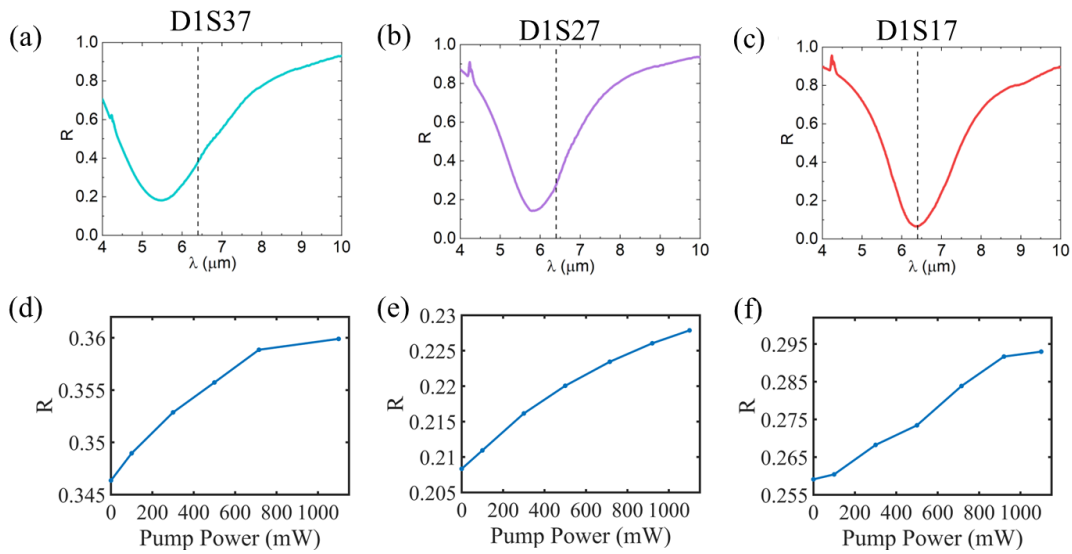 D1S37
D1S27
D1S17
(a)
(b)
(c)
1.0
0.8
0.6
0.4
0.2
0.0
R
4 5 6 7 8 9 10
λ (μm)
1.0
0.8
0.6
0.4
0.2
0.0
R
4 5 6 7 8 9 10
λ (μm)
1.0
0.8
0.6
0.4
0.2
0.0
R
4 5 6 7 8 9 10
λ (μm)
(d)
(e)
(f)
0.36
0.355
0.35
0.345
R
0 200 400 600 800 1000
Pump Power (mW)
0.23
0.225
0.22
0.215
0.21
0.205
R
0 200 400 600 800 1000
Pump Power (mW)
0.295
0.285
0.275
0.265
0.255
R
0 200 400 600 800 1000
Pump Power (mW)